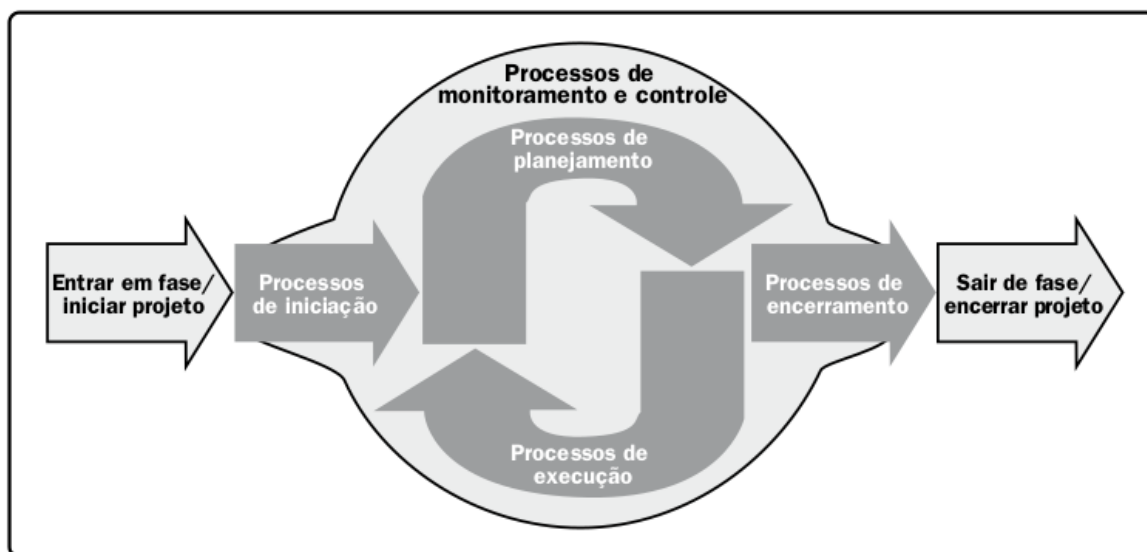 Processos de
monitoramento e controle
Processos de
planejamento
Entrar em fase/
iniciar projeto
Processos
de iniciação
Processos de
encerramento
Sair de fase/
encerrar projeto
Processos de
execução